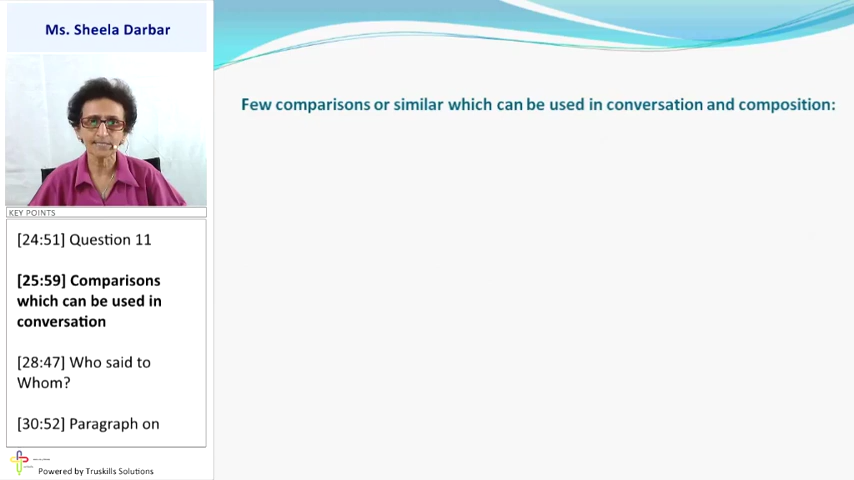 Ms. Sheela Darbar
Few comparisons or similar which can be used in conversation and composition:
KEY POINTS
[24:51] Question 11
[25:59] Comparisons
which can be used in
conversation
[28:47] Who said to
Whom?
[30:52] Paragraph on
Powered by Truskills Solutions